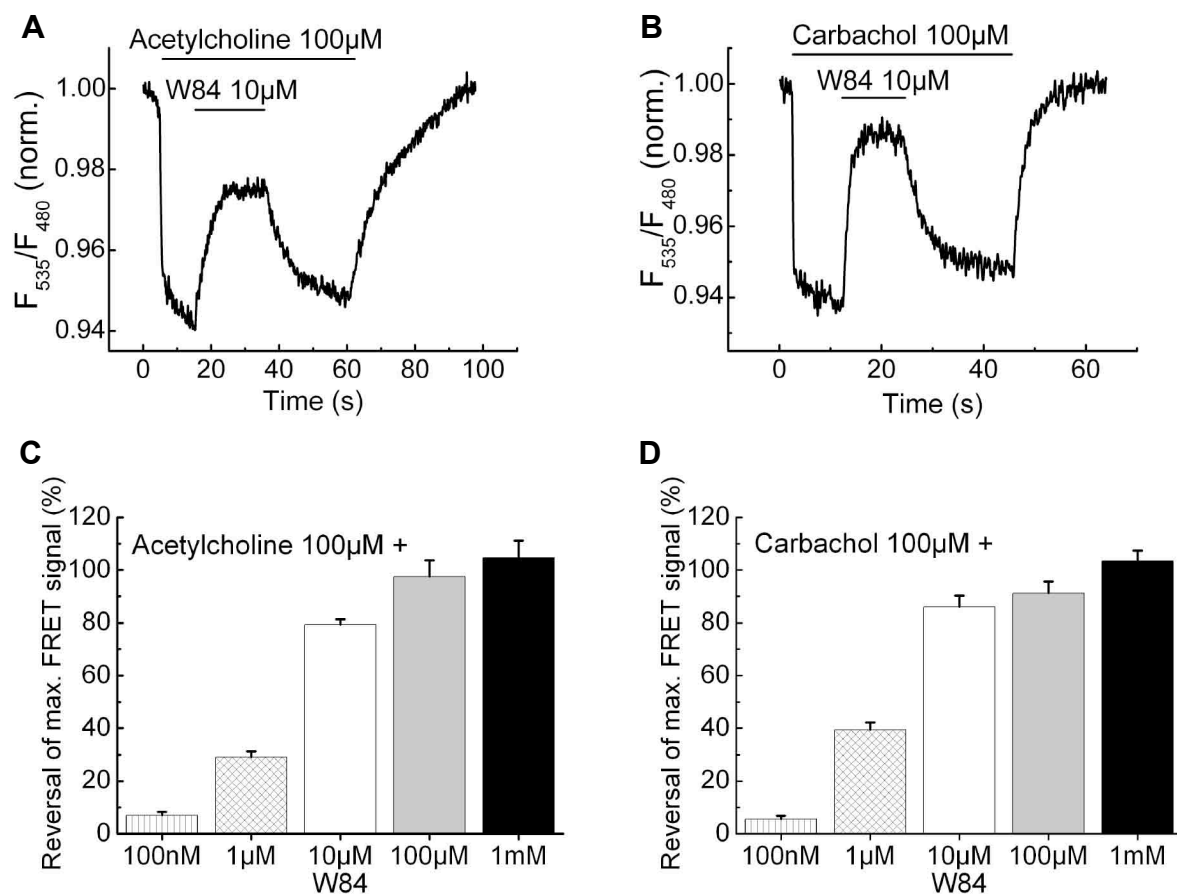 A
Acetylcholine 100µM
W84 10µM
1.00
0.98
0.96
0.94
F535/F480 (norm.)
0 20 40 60 80 100
Time (s)
B
Carbachol 100µM
W84 10µM
1.00
0.98
0.96
0.94
F535/F480 (norm.)
0 20 40 60
Time (s)
C
Acetylcholine 100µM +
120
100
80
60
40
20
0
Reversal of max. FRET signal (%)
100nM 1µM 10µM 100µM 1mM
W84
D
Carbachol 100µM +
120
100
80
60
40
20
0
Reversal of max. FRET signal (%)
100nM 1µM 10µM 100µM 1mM
W84